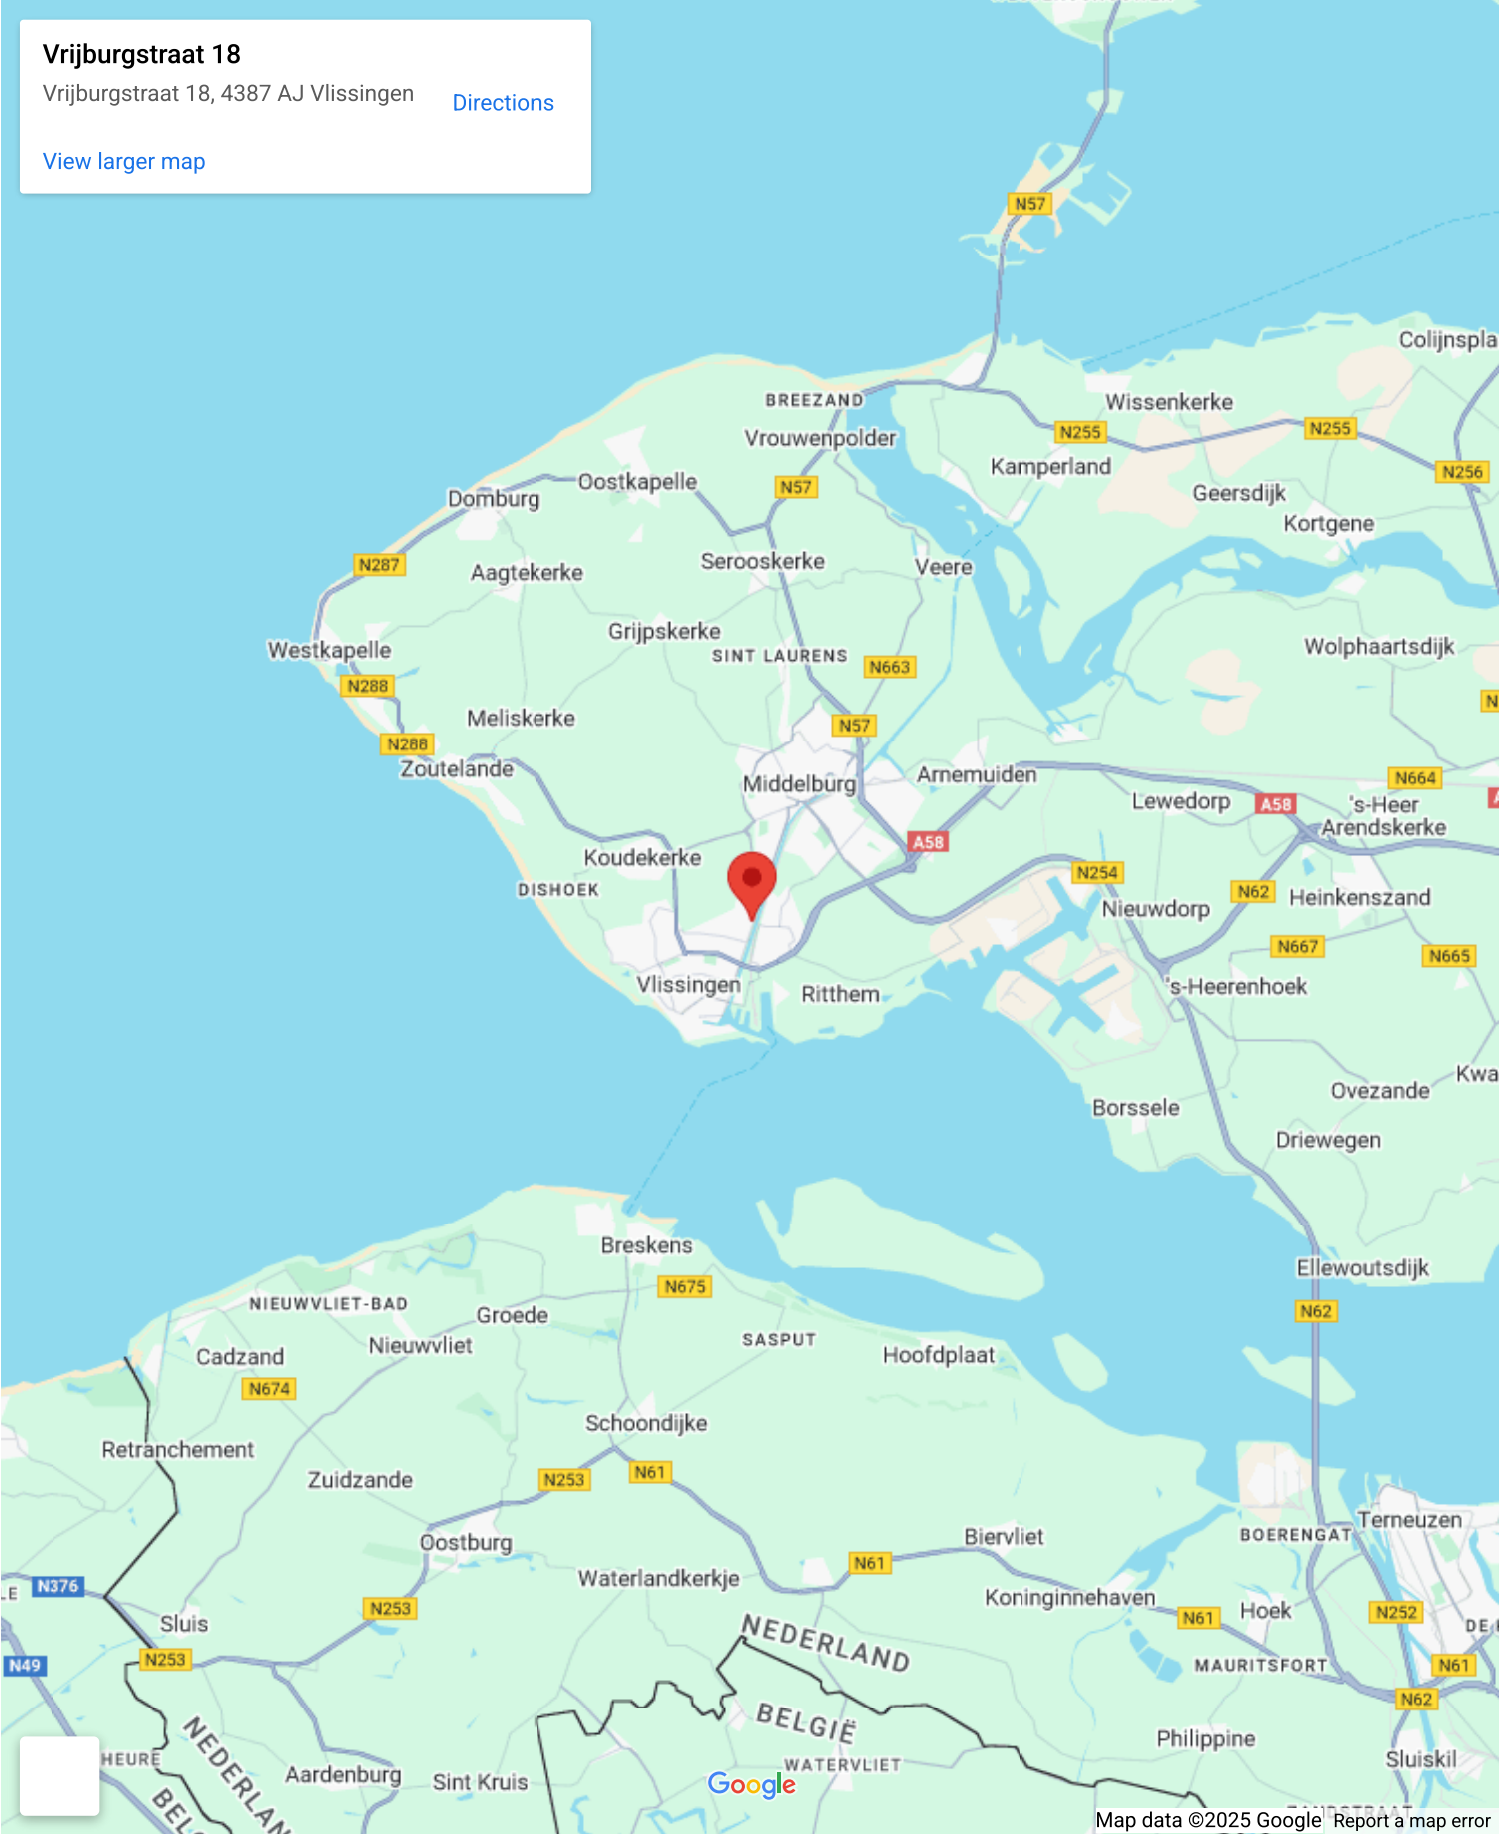 Vrijburgstraat 18
Vrijburgstraat 18, 4387 AJ Vlissingen
Directions
View larger map
N57
Colijnspla
BREEZAND
Wissenkerke
N255
N255
Vrouwenpolder
Kamperland
N256
Oostkapelle
N57
Geersdijk
Domburg
Kortgene
N287
Serooskerke
Veere
Aagtekerke
Grijpskerke
Westkapelle
SINT LAURENS
N663
Wolphaartsdijk
N288
N
Meliskerke
N57
N288
Zoutelande
Middelburg
Arnemuiden
N664
Lewedorp
A58
's-Heer
Arendskerke
A
A58
Koudekerke
N254
DISHOEK
N62
Heinkenszand
Nieuwdorp
N667
N665
Vlissingen
Ritthem
's-Heerenhoek
Kwa
Ovezande
Borssele
Driewegen
Breskens
Ellewoutsdijk
N675
NIEUWVLIET-BAD
Groede
N62
SASPUT
Nieuwvliet
Cadzand
Hoofdplaat
N674
Schoondijke
Retranchement
N253
N61
Zuidzande
Terneuzen
Oostburg
Biervliet
BOERENGAT
N61
Waterlandkerkje
N376
LE
Koninginnehaven
N253
N61
Hoek
N252
Sluis
DE
NEDERLAND
N253
N49
MAURITSFORT
N61
N62
BELGIË
Philippine
HEURE
NEDERLAN
WATERVLIET
Sluiskil
Aardenburg
Sint Kruis
Google
BELG
ZANDSTRAAT
Map data ©2025 Google
Report a map error